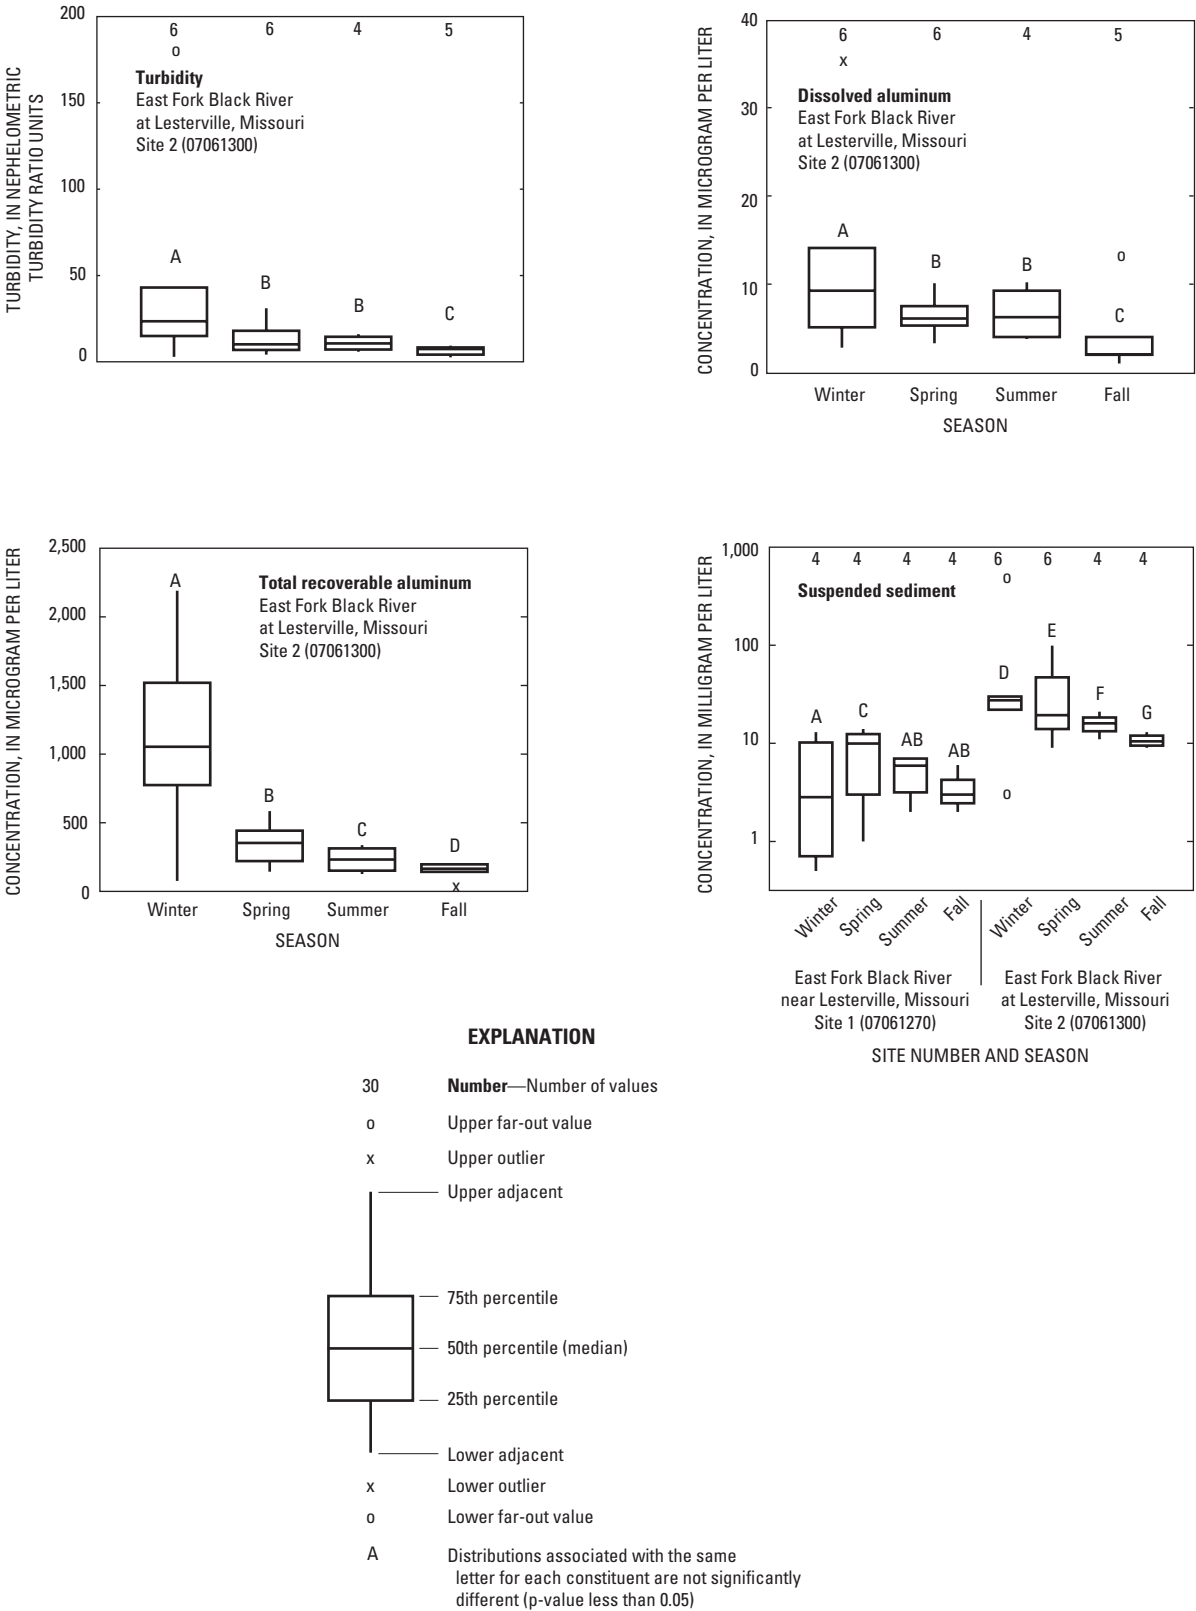 TURBIDITY, IN NEPHELOMETRIC
TURBIDITY RATIO UNITS
200
150
100
50
0
6 6 4 5
o
Turbidity
East Fork Black River
at Lesterville, Missouri
Site 2 (07061300)
A
B
B
C
CONCENTRATION, IN MICROGRAM PER LITER
40
30
20
10
0
6 6 4 5
x
Dissolved aluminum
East Fork Black River
at Lesterville, Missouri
Site 2 (07061300)
A
B
B
o
C
Winter Spring Summer Fall
SEASON
CONCENTRATION, IN MICROGRAM PER LITER
2,500
2,000
1,500
1,000
500
0
A
Total recoverable aluminum
East Fork Black River
at Lesterville, Missouri
Site 2 (07061300)
B
C
D
x
Winter Spring Summer Fall
SEASON
CONCENTRATION, IN MILLIGRAM PER LITER
1,000
100
10
1
4 4 4 4 6 6 4 4
o
Suspended sediment
A
C
AB
AB
D
o
E
F
G
Winter Spring Summer Fall Winter Spring Summer Fall
East Fork Black River
near Lesterville, Missouri
Site 1 (07061270)
East Fork Black River
at Lesterville, Missouri
Site 2 (07061300)
SITE NUMBER AND SEASON
EXPLANATION
30 Number—Number of values
o Upper far-out value
x Upper outlier
Upper adjacent
75th percentile
50th percentile (median)
25th percentile
Lower adjacent
x Lower outlier
o Lower far-out value
A Distributions associated with the same
letter for each constituent are not significantly
different (p-value less than 0.05)